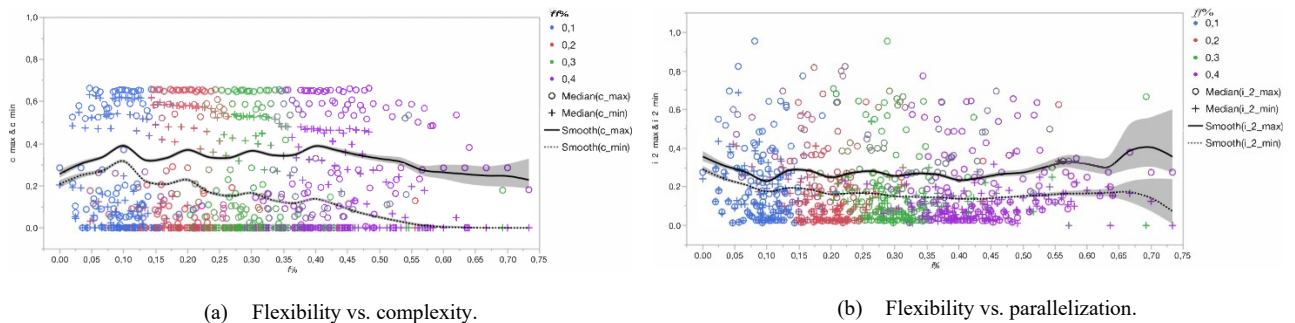 1,0
0,8
0,6
0,4
0,2
0,0
c_max & c_min
0.00 0,05 0,10 0,15 0,20 0,25 0,30 0,35 0,40 0,45 0,50 0,55 0,60 0,65 0,70 0,75
f%
ff%
0,1
0,2
0,3
0,4
Median(c_max)
Median(c_min)
Smooth(c_max)
Smooth(c_min)
1,0
0,8
0,6
0,4
0,2
0,0
i_2_max & i_2_min
0.00 0,05 0,10 0,15 0,20 0,25 0,30 0,35 0,40 0,45 0,50 0,55 0,60 0,65 0,70 0,75
f%
ff%
0,1
0,2
0,3
0,4
Median(i_2_max)
Median(i_2_min)
Smooth(i_2_max)
Smooth(i_2_min)
(a) Flexibility vs. complexity.
(b) Flexibility vs. parallelization.